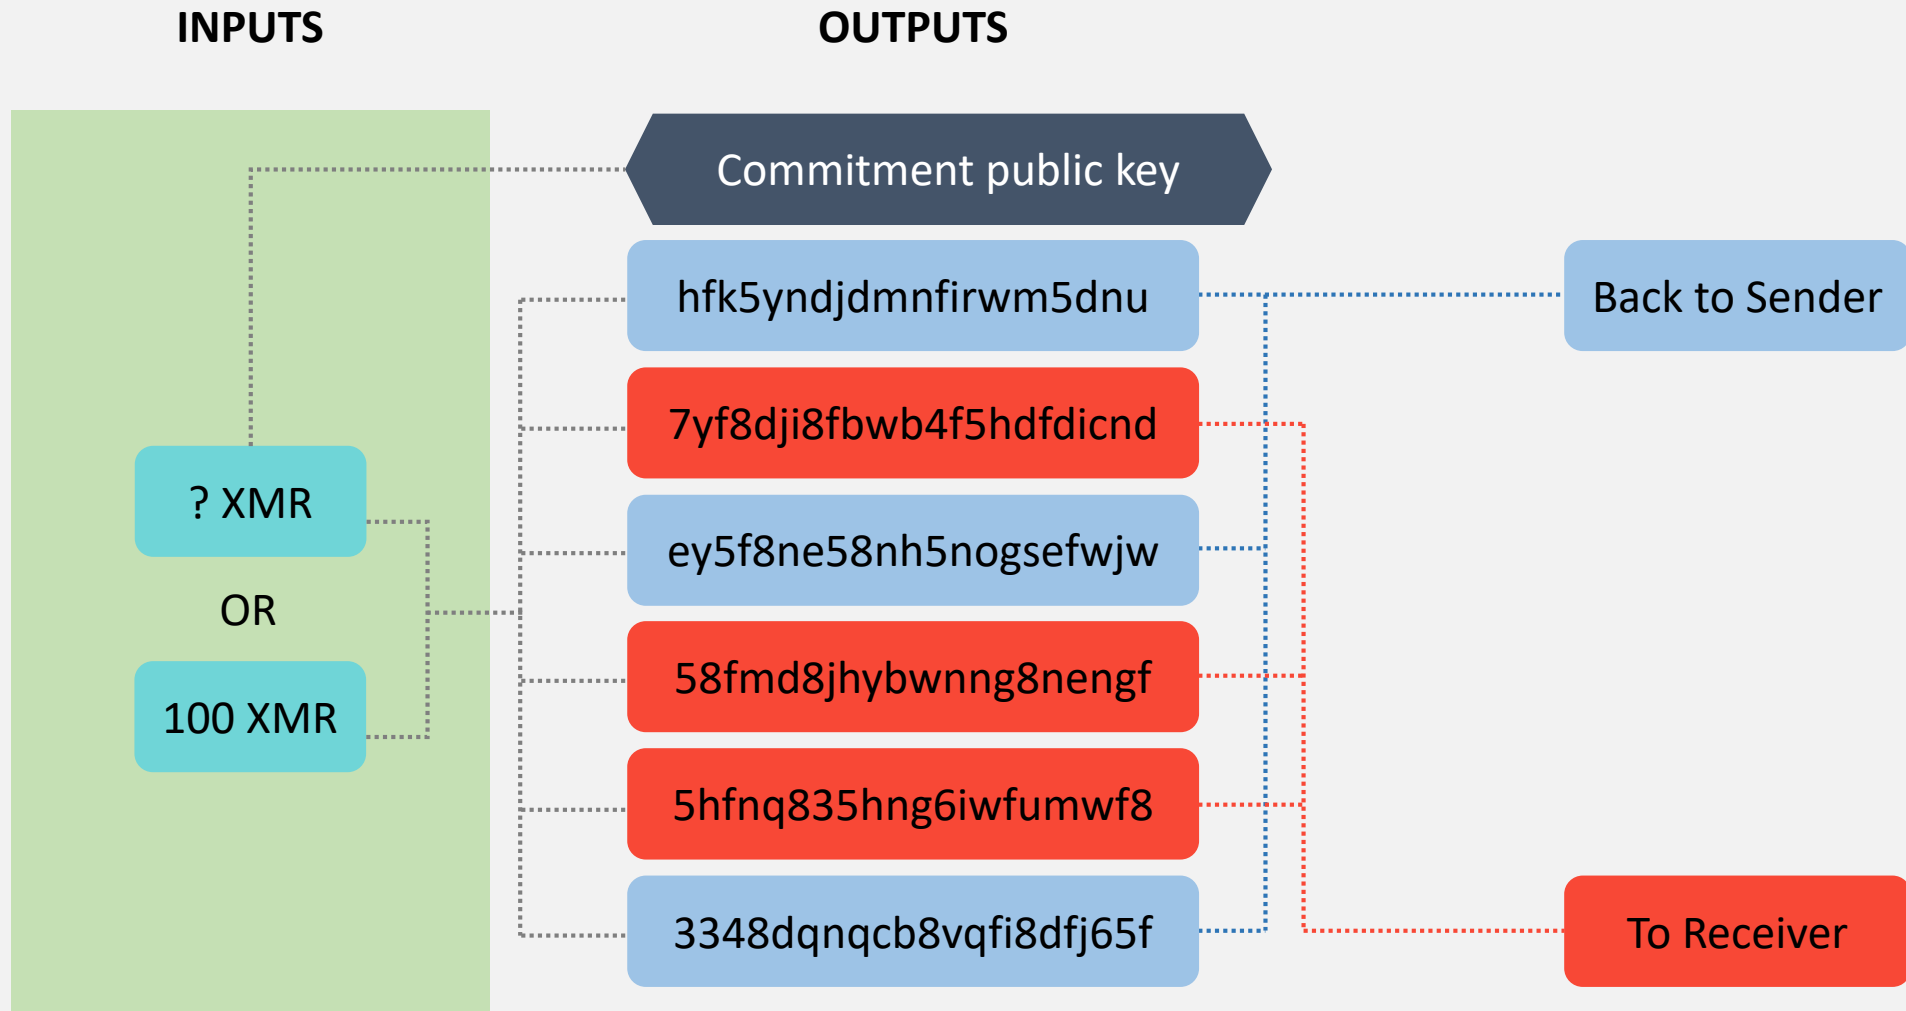 INPUTS
OUTPUTS
Commitment public key
hfk5yndjdmnfirwm5dnu
Back to Sender
7yf8dji8fbwb4f5hdfdicnd
? XMR
ey5f8ne58nh5nogsefwjw
OR
58fmd8jhybwnng8nengf
100 XMR
5hfnq835hng6iwfumwf8
3348dqnqcb8vqfi8dfj65f
To Receiver